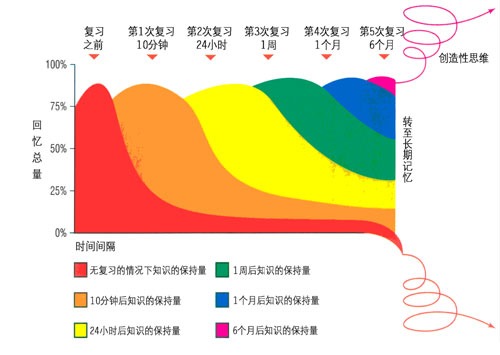 复习 第1次复习 第2次复习 第3次复习 第4次复习 第5次复习
之前 10分钟 24小时 1周 1个月 6个月
创造性思维
100%
75%
50%
25%
0%
回忆总量
转至长期记忆
时间间隔
无复习的情况下知识的保持量
1周后知识的保持量
10分钟后知识的保持量
1个月后知识的保持量
24小时后知识的保持量
6个月后知识的保持量